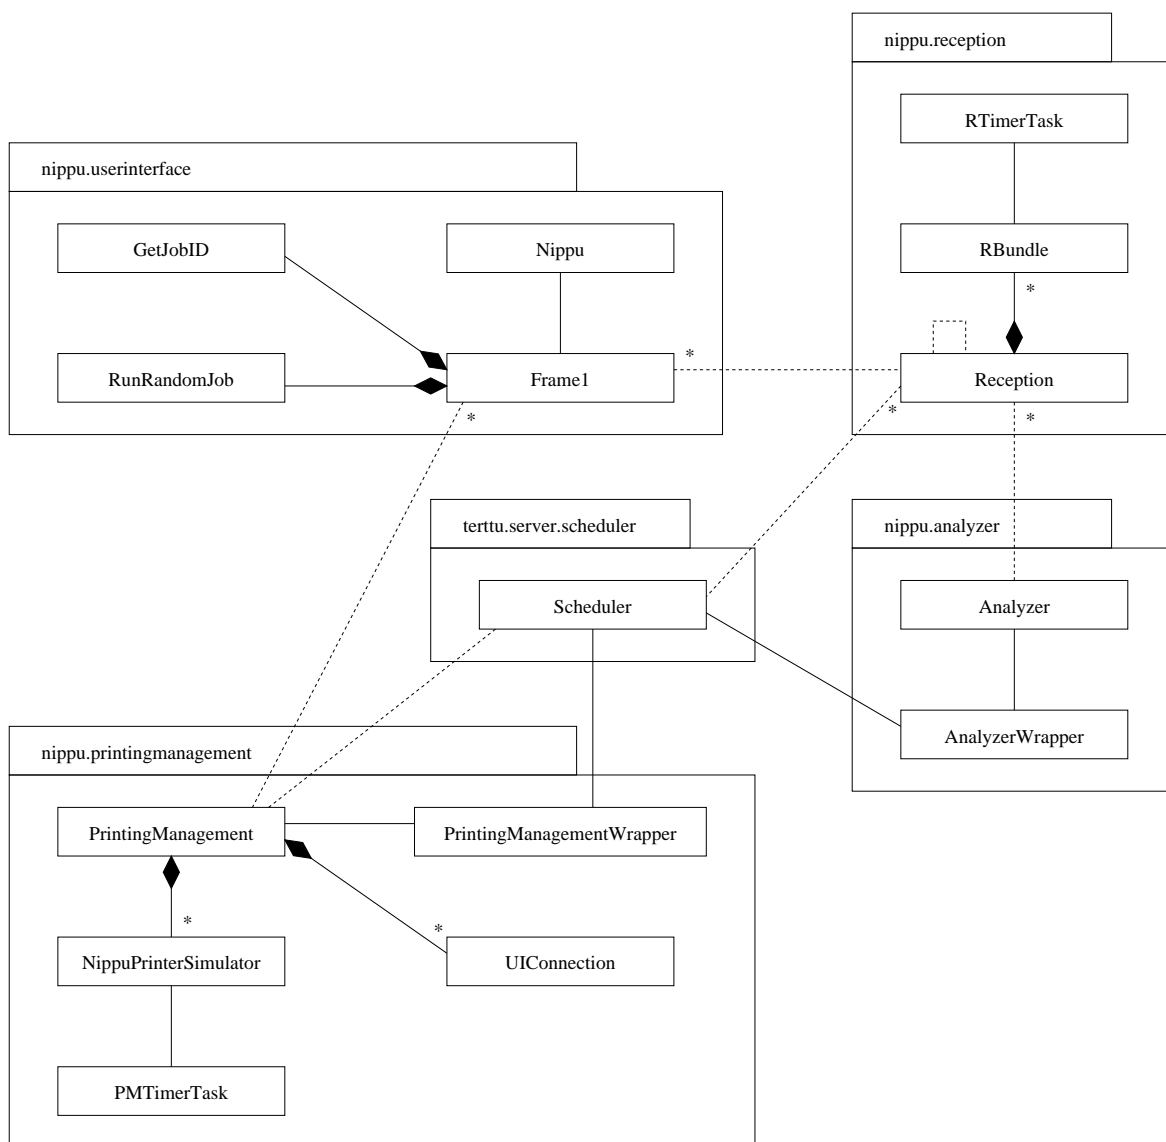 nippu.reception
RTimerTask
nippu.userinterface
GetJobID
Nippu
RBundle
*
*
RunRandomJob
Frame1
Reception
*
*
*
terttu.server.scheduler
nippu.analyzer
Scheduler
Analyzer
AnalyzerWrapper
nippu.printingmanagement
PrintingManagement
PrintingManagementWrapper
*
*
NippuPrinterSimulator
UIConnection
PMTimerTask